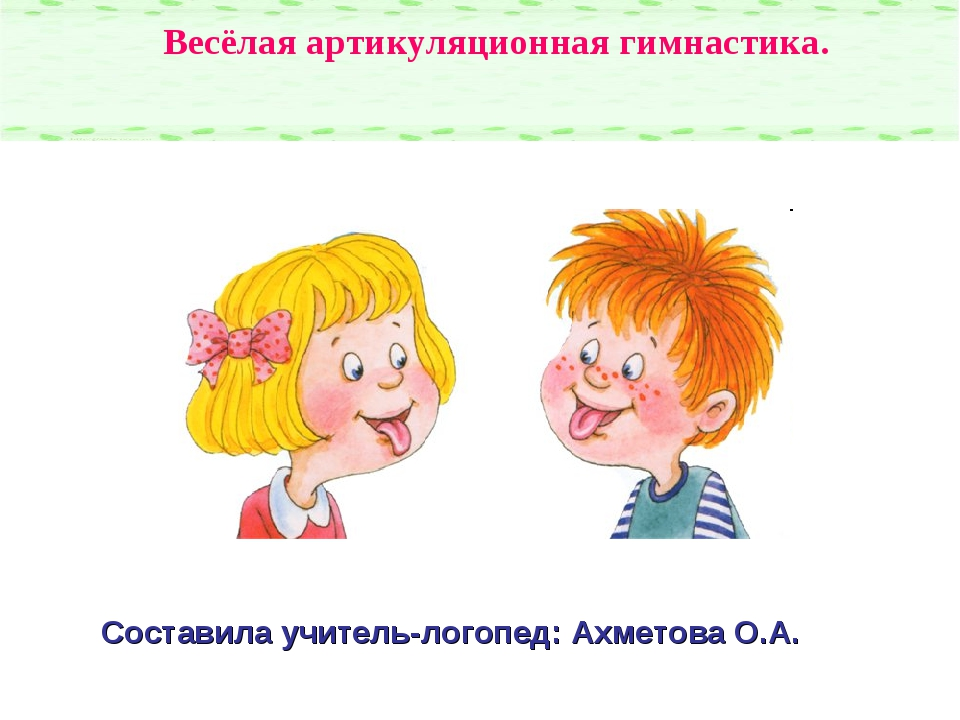 Весёлая артикуляционная гимнастика.
Составила учитель-логопед: Ахметова О.А.